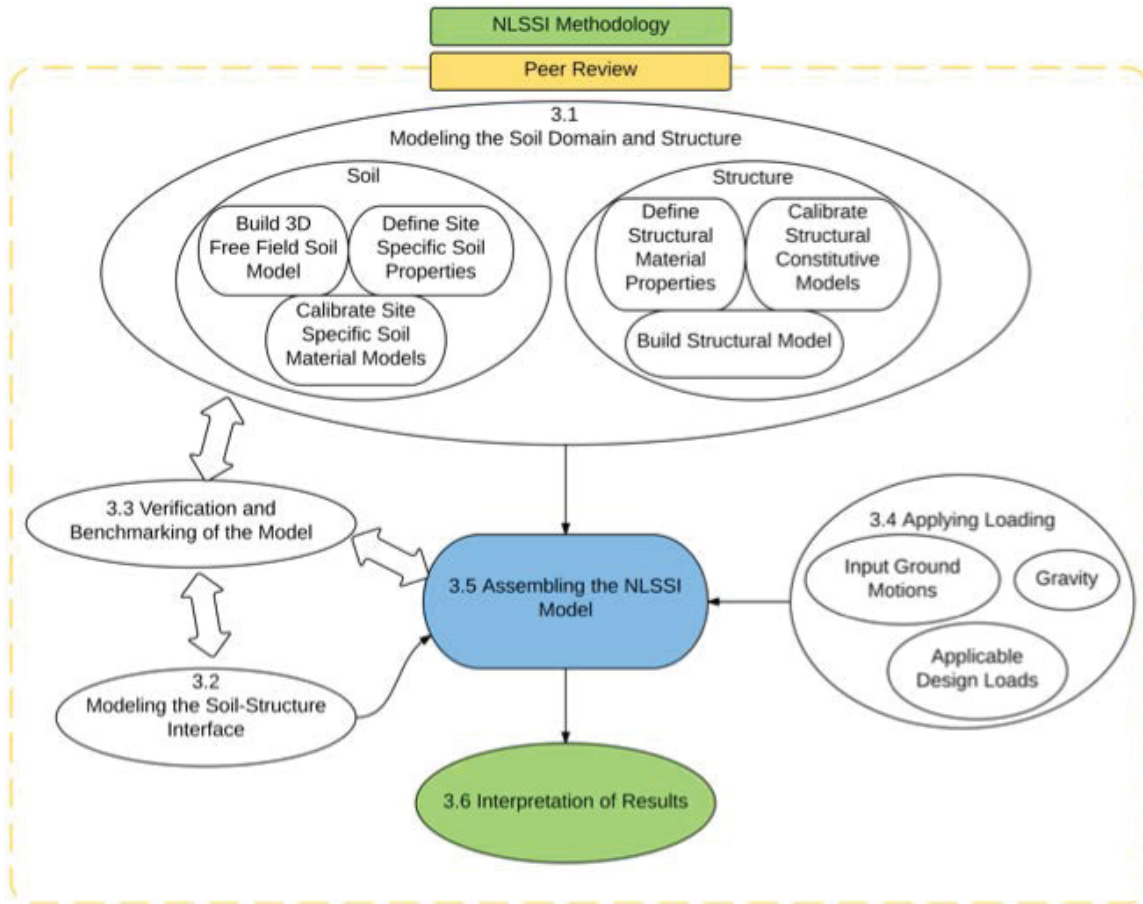 NLSSI Methodology
Peer Review
3.1
Modeling the Soil Domain and Structure
Soil
Build 3D
Free Field Soil
Model
Define Site
Specific Soil
Properties
Calibrate Site
Specific Soil
Material Models
Structure
Define
Structural
Material
Properties
Calibrate
Structural
Constitutive
Models
Build Structural Model
3.3 Verification and
Benchmarking of the Model
3.4 Applying Loading
Input Ground
Motions
Gravity
Applicable
Design Loads
3.5 Assembling the NLSSI
Model
3.2
Modeling the Soil-Structure
Interface
3.6 Interpretation of Results